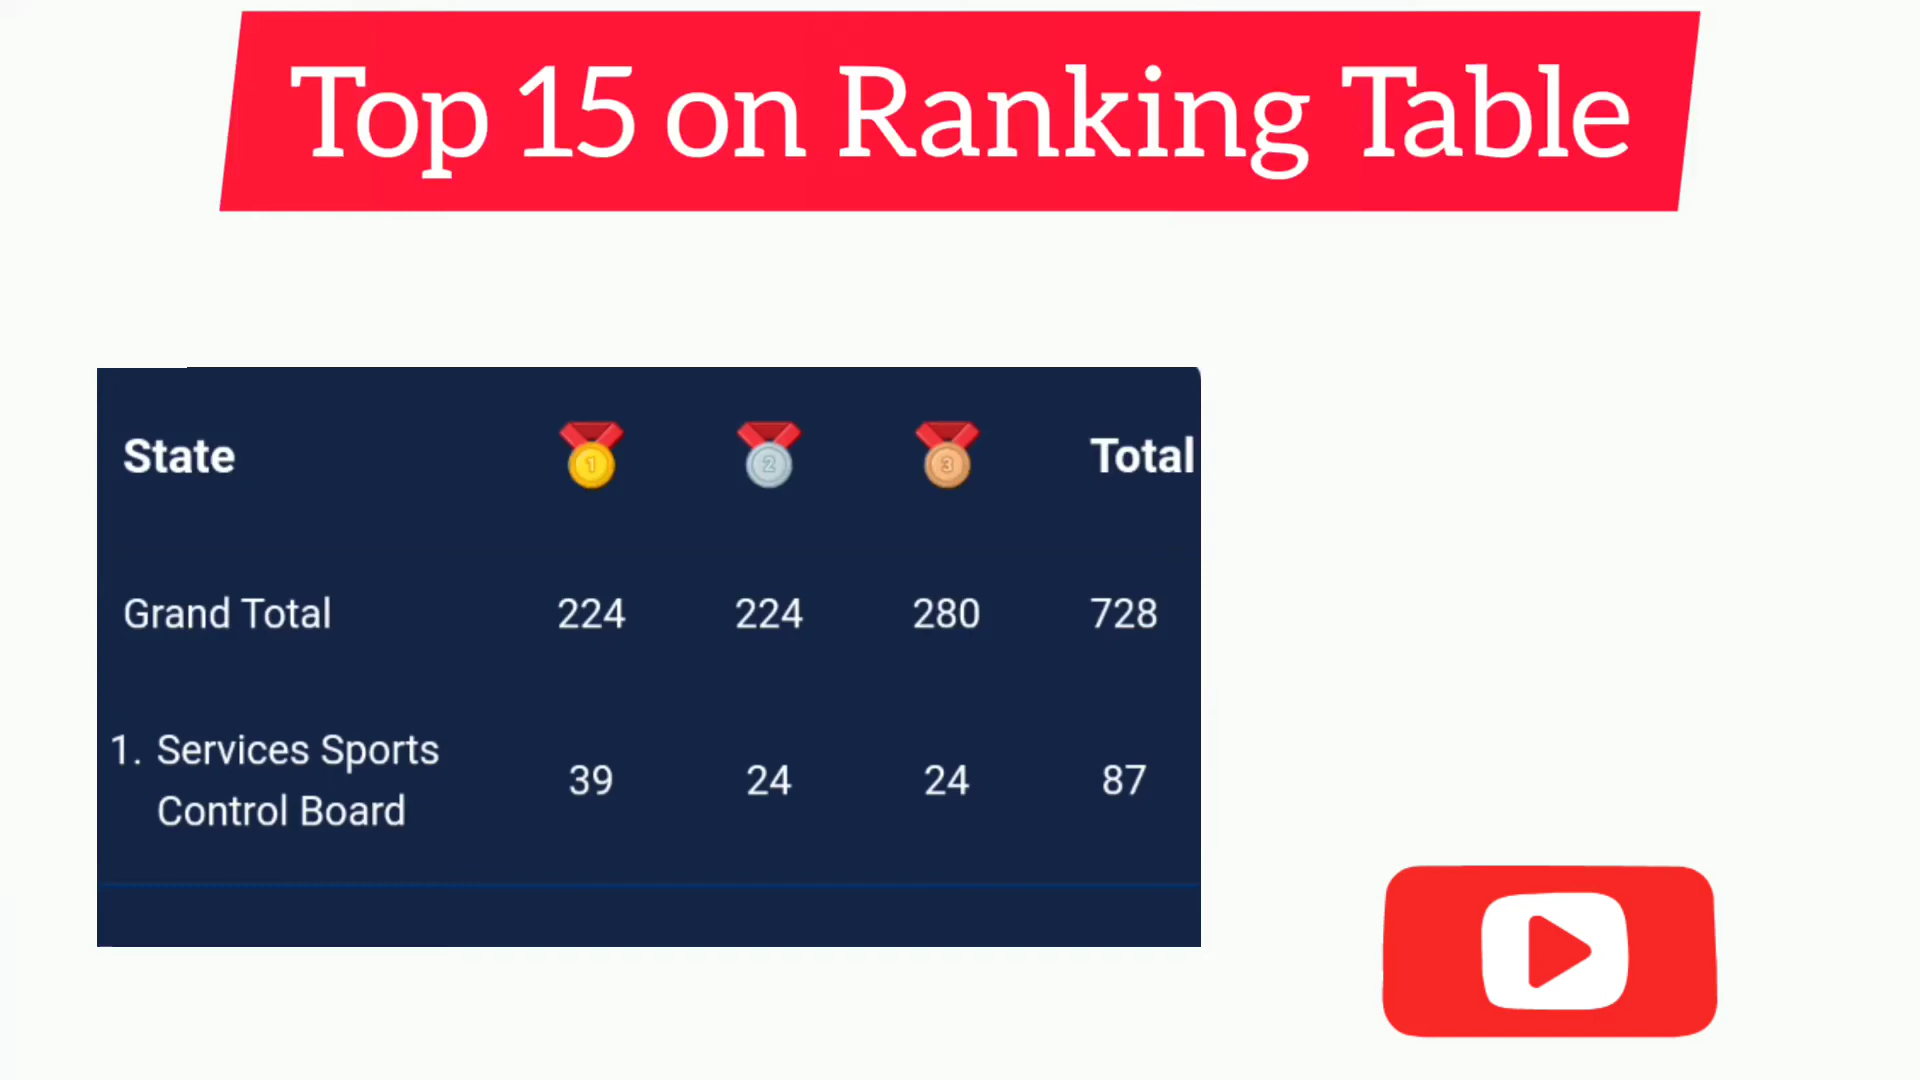 Top 15 on Ranking Table
State 1 2 3 Total
Grand Total 224 224 280 728
1. Services Sports
Control Board 39 24 24 87